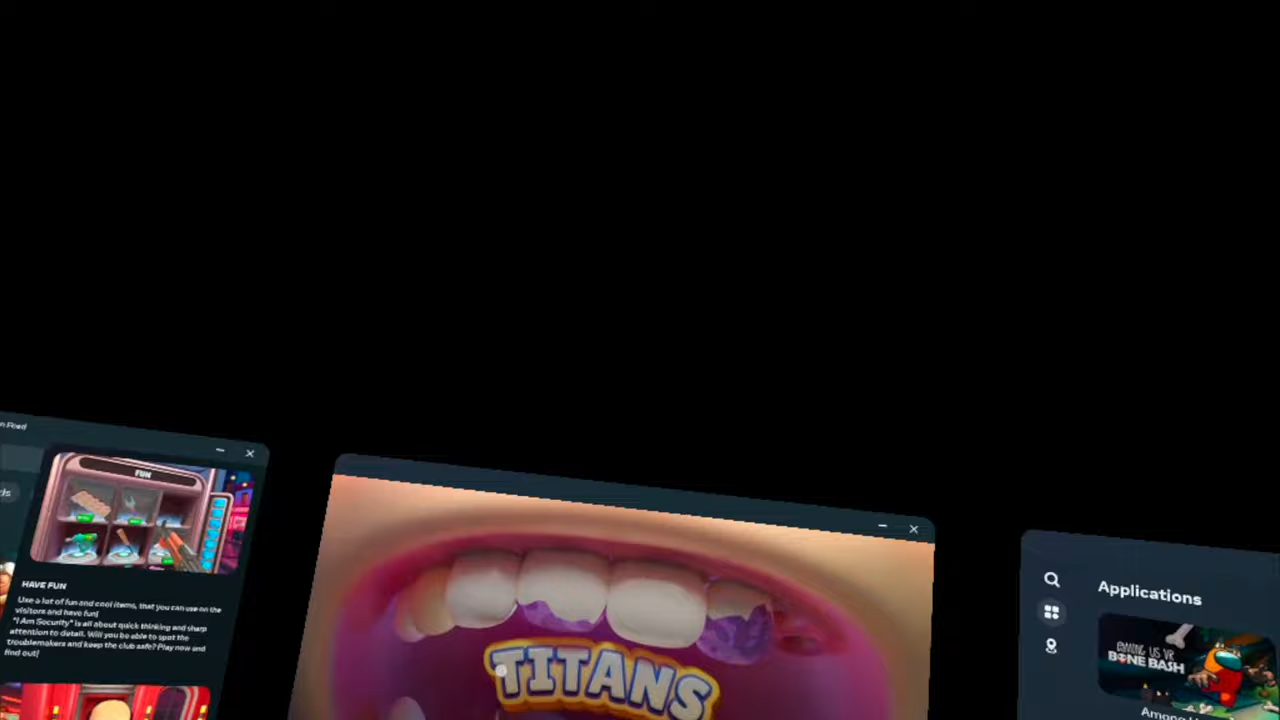 FUN
HAVE FUN
Use a lot of fun and cool items, that you can use on the
visitors and have fun!
"I Am Security" is all about quick thinking and sharp
attention to detail. Will you be able to spot the
troublemakers and keep the club safe? Play now and
find out!
TITANS
Applications
AMONG US VR
BONE BASH
Among